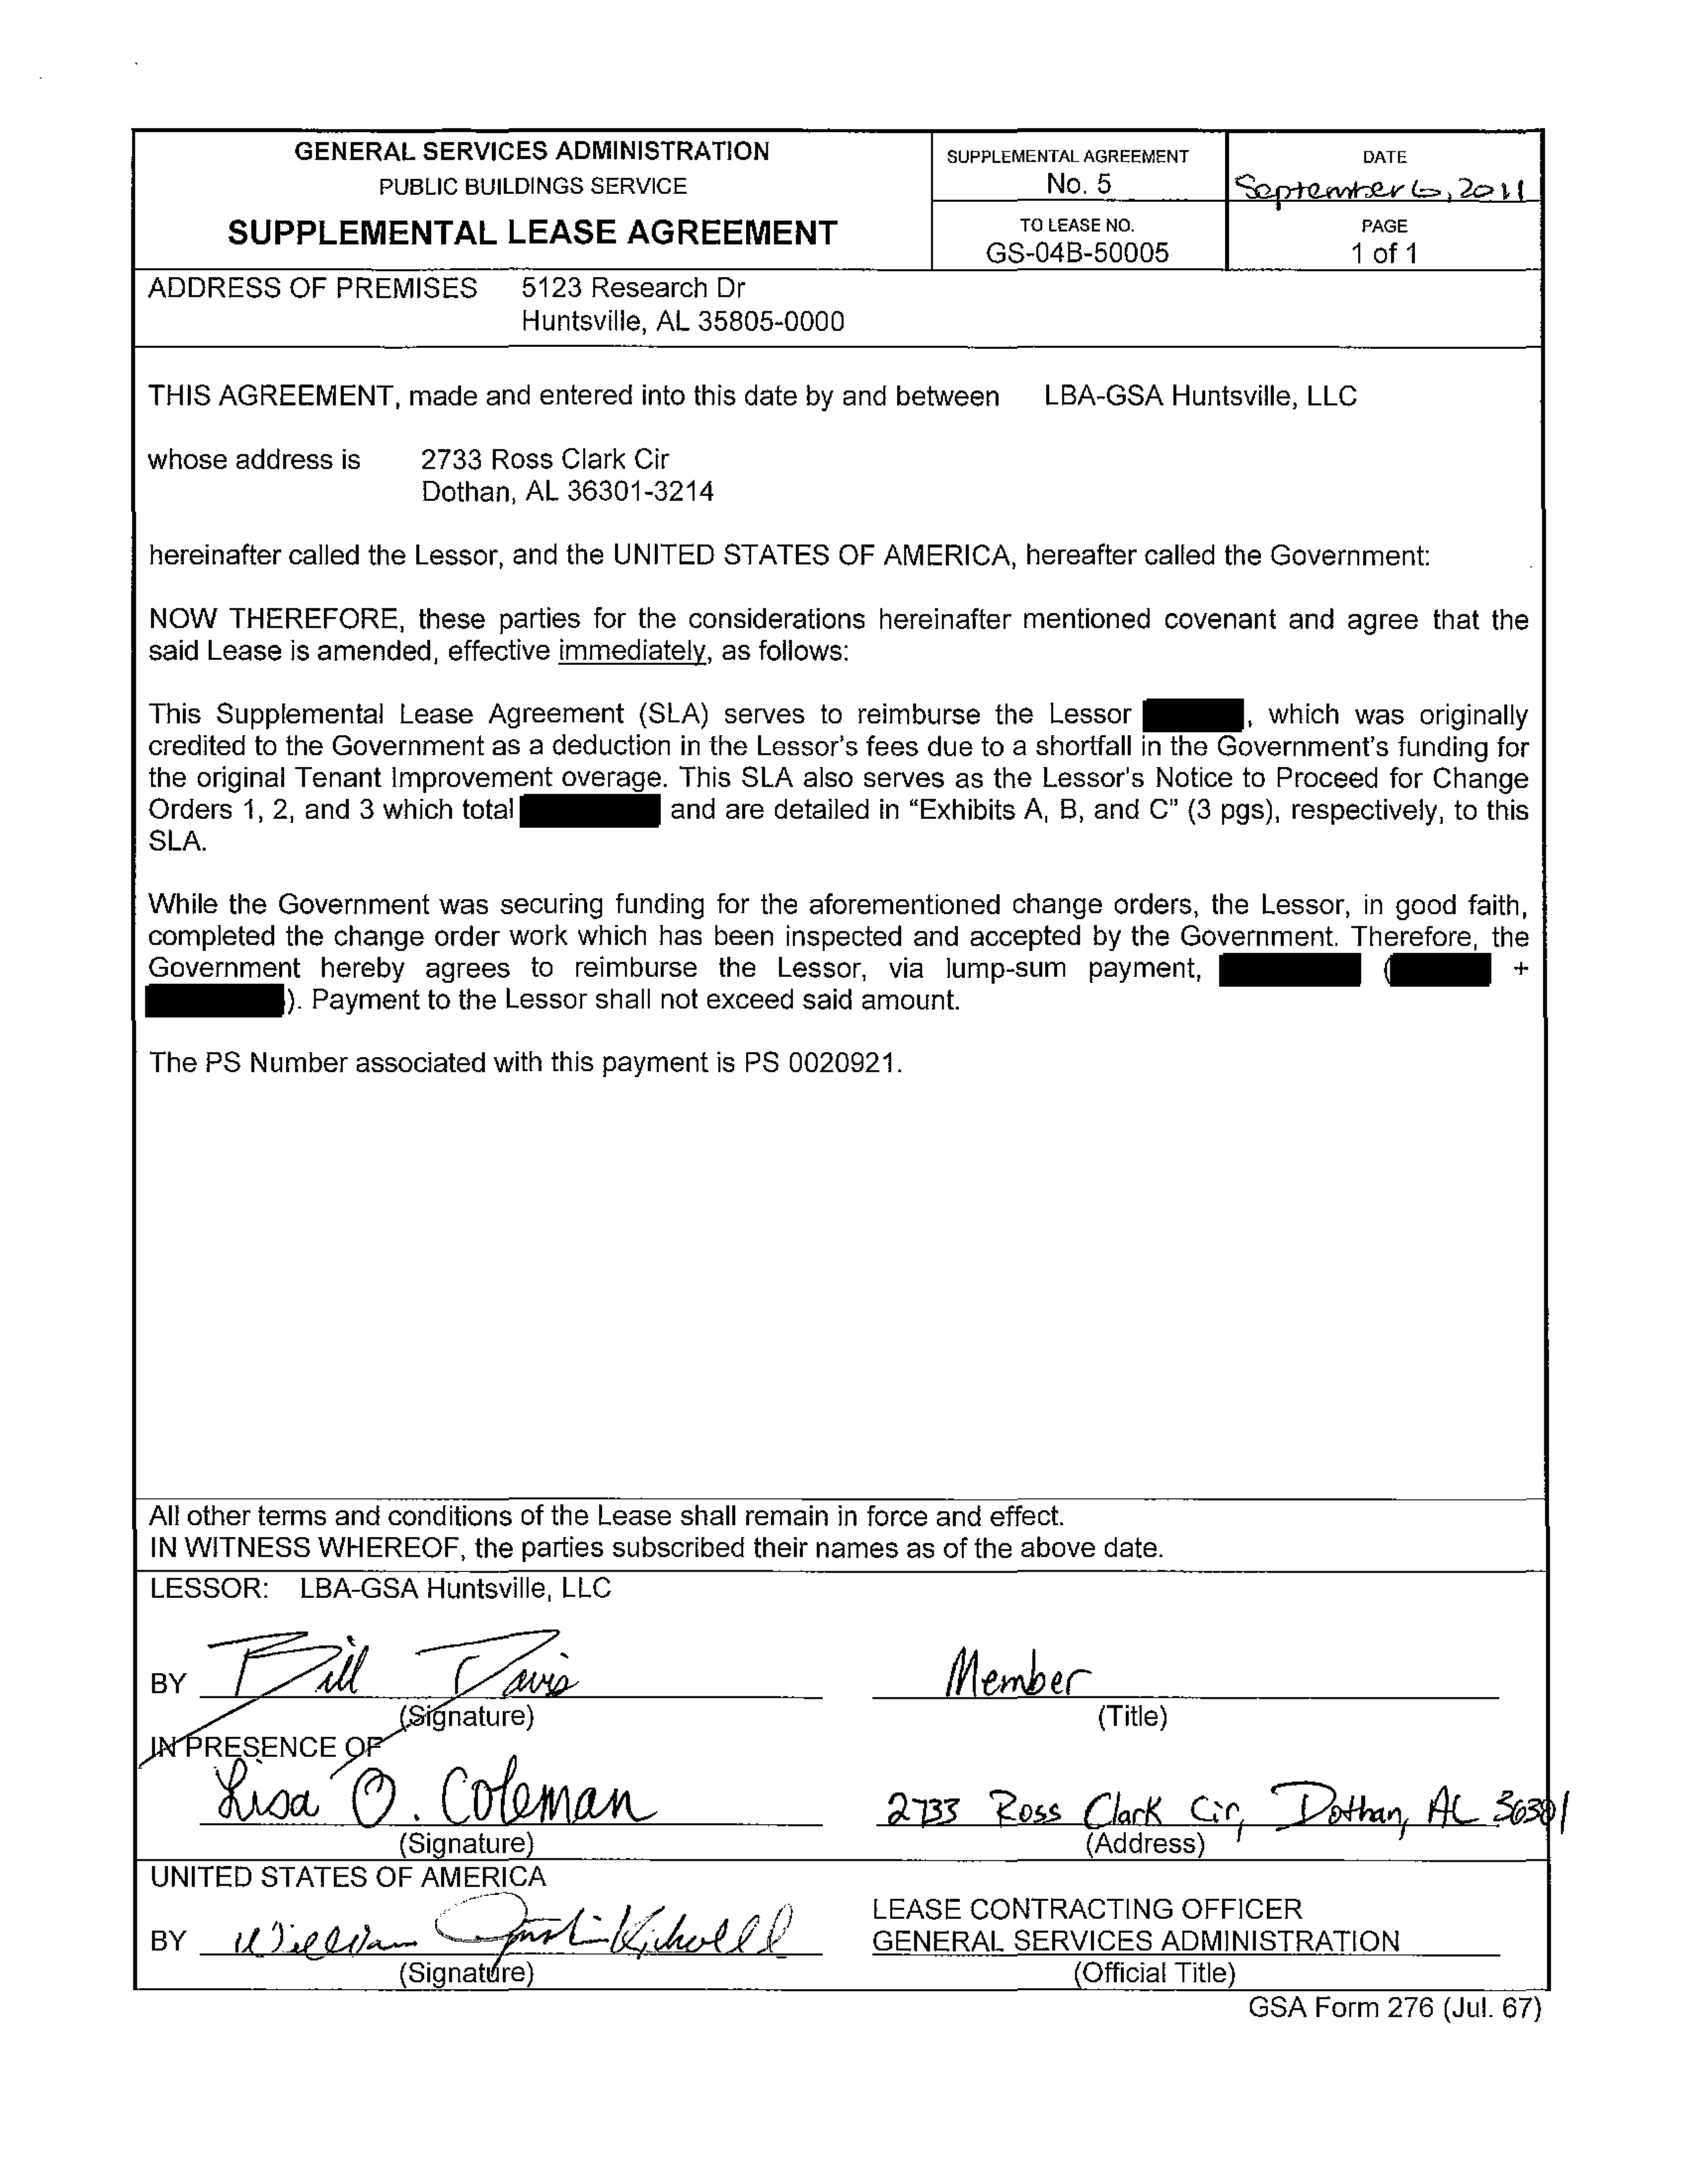 GENERAL SERVICES ADMINISTRATION
PUBLIC BUILDINGS SERVICE
SUPPLEMENTAL LEASE AGREEMENT
SUPPLEMENTAL AGREEMENT
No. 5
DATE
September 6, 2011
TO LEASE NO.
GS-04B-50005
PAGE
1 of 1
ADDRESS OF PREMISES 5123 Research Dr
Huntsville, AL 35805-0000
THIS AGREEMENT, made and entered into this date by and between LBA-GSA Huntsville, LLC
whose address is 2733 Ross Clark Cir
Dothan, AL 36301-3214
hereinafter called the Lessor, and the UNITED STATES OF AMERICA, hereafter called the Government:
NOW THEREFORE, these parties for the considerations hereinafter mentioned covenant and agree that the
said Lease is amended, effective immediately, as follows:
This Supplemental Lease Agreement (SLA) serves to reimburse the Lessor , which was originally
credited to the Government as a deduction in the Lessor's fees due to a shortfall in the Government's funding for
the original Tenant Improvement overage. This SLA also serves as the Lessor's Notice to Proceed for Change
Orders 1, 2, and 3 which total and are detailed in "Exhibits A, B, and C" (3 pgs), respectively, to this
SLA.
While the Government was securing funding for the aforementioned change orders, the Lessor, in good faith,
completed the change order work which has been inspected and accepted by the Government. Therefore, the
Government hereby agrees to reimburse the Lessor, via lump-sum payment, ( +
). Payment to the Lessor shall not exceed said amount.
The PS Number associated with this payment is PS 0020921.
All other terms and conditions of the Lease shall remain in force and effect.
IN WITNESS WHEREOF, the parties subscribed their names as of the above date.
LESSOR: LBA-GSA Huntsville, LLC
BY Bill Davis Member
(Signature) (Title)
IN PRESENCE OF
Lisa O. Coleman 2733 Ross Clark Cir, Dothan, AL 36301
(Signature) (Address)
UNITED STATES OF AMERICA
LEASE CONTRACTING OFFICER
BY William GENERAL SERVICES ADMINISTRATION
(Signature) (Official Title)
GSA Form 276 (Jul. 67)